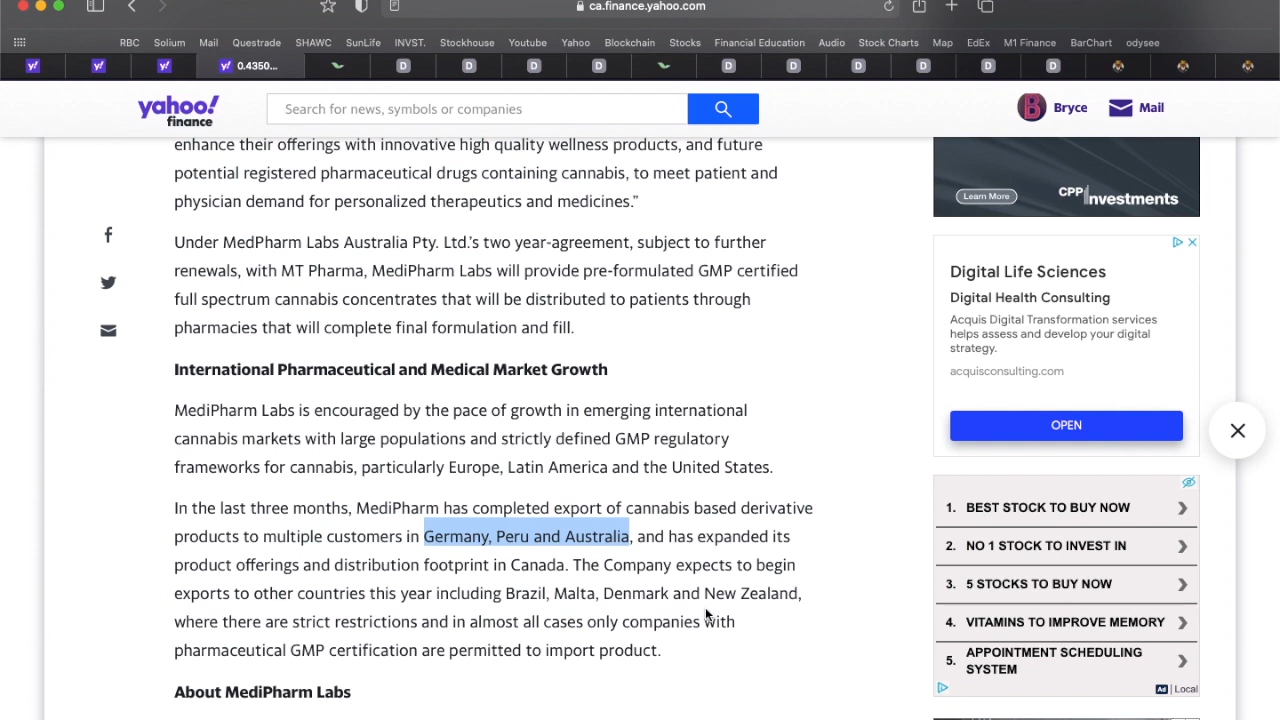 ca.finance.yahoo.com
RBC Solium Mail Questrade SHAWC SunLife INVST. Stockhouse Youtube Yahoo Blockchain Stocks Financial Education Audio Stock Charts Map EdEx M1 Finance BarChart odysee
y! y! y! y! 0.4350... D D D D D D D D D D
yahoo!
finance
Search for news, symbols or companies
B Bryce Mail
enhance their offerings with innovative high quality wellness products, and future
potential registered pharmaceutical drugs containing cannabis, to meet patient and
physician demand for personalized therapeutics and medicines.”
Under MedPharm Labs Australia Pty. Ltd.’s two year-agreement, subject to further
renewals, with MT Pharma, MediPharm Labs will provide pre-formulated GMP certified
full spectrum cannabis concentrates that will be distributed to patients through
pharmacies that will complete final formulation and fill.
International Pharmaceutical and Medical Market Growth
MediPharm Labs is encouraged by the pace of growth in emerging international
cannabis markets with large populations and strictly defined GMP regulatory
frameworks for cannabis, particularly Europe, Latin America and the United States.
In the last three months, MediPharm has completed export of cannabis based derivative
products to multiple customers in Germany, Peru and Australia, and has expanded its
product offerings and distribution footprint in Canada. The Company expects to begin
exports to other countries this year including Brazil, Malta, Denmark and New Zealand,
where there are strict restrictions and in almost all cases only companies with
pharmaceutical GMP certification are permitted to import product.
About MediPharm Labs
Learn More
CPP Investments
Digital Life Sciences
Digital Health Consulting
Acquis Digital Transformation services
helps assess and develop your digital
strategy.
acquisconsulting.com
OPEN
1. BEST STOCK TO BUY NOW
2. NO 1 STOCK TO INVEST IN
3. 5 STOCKS TO BUY NOW
4. VITAMINS TO IMPROVE MEMORY
5. APPOINTMENT SCHEDULING
SYSTEM
Ad Local